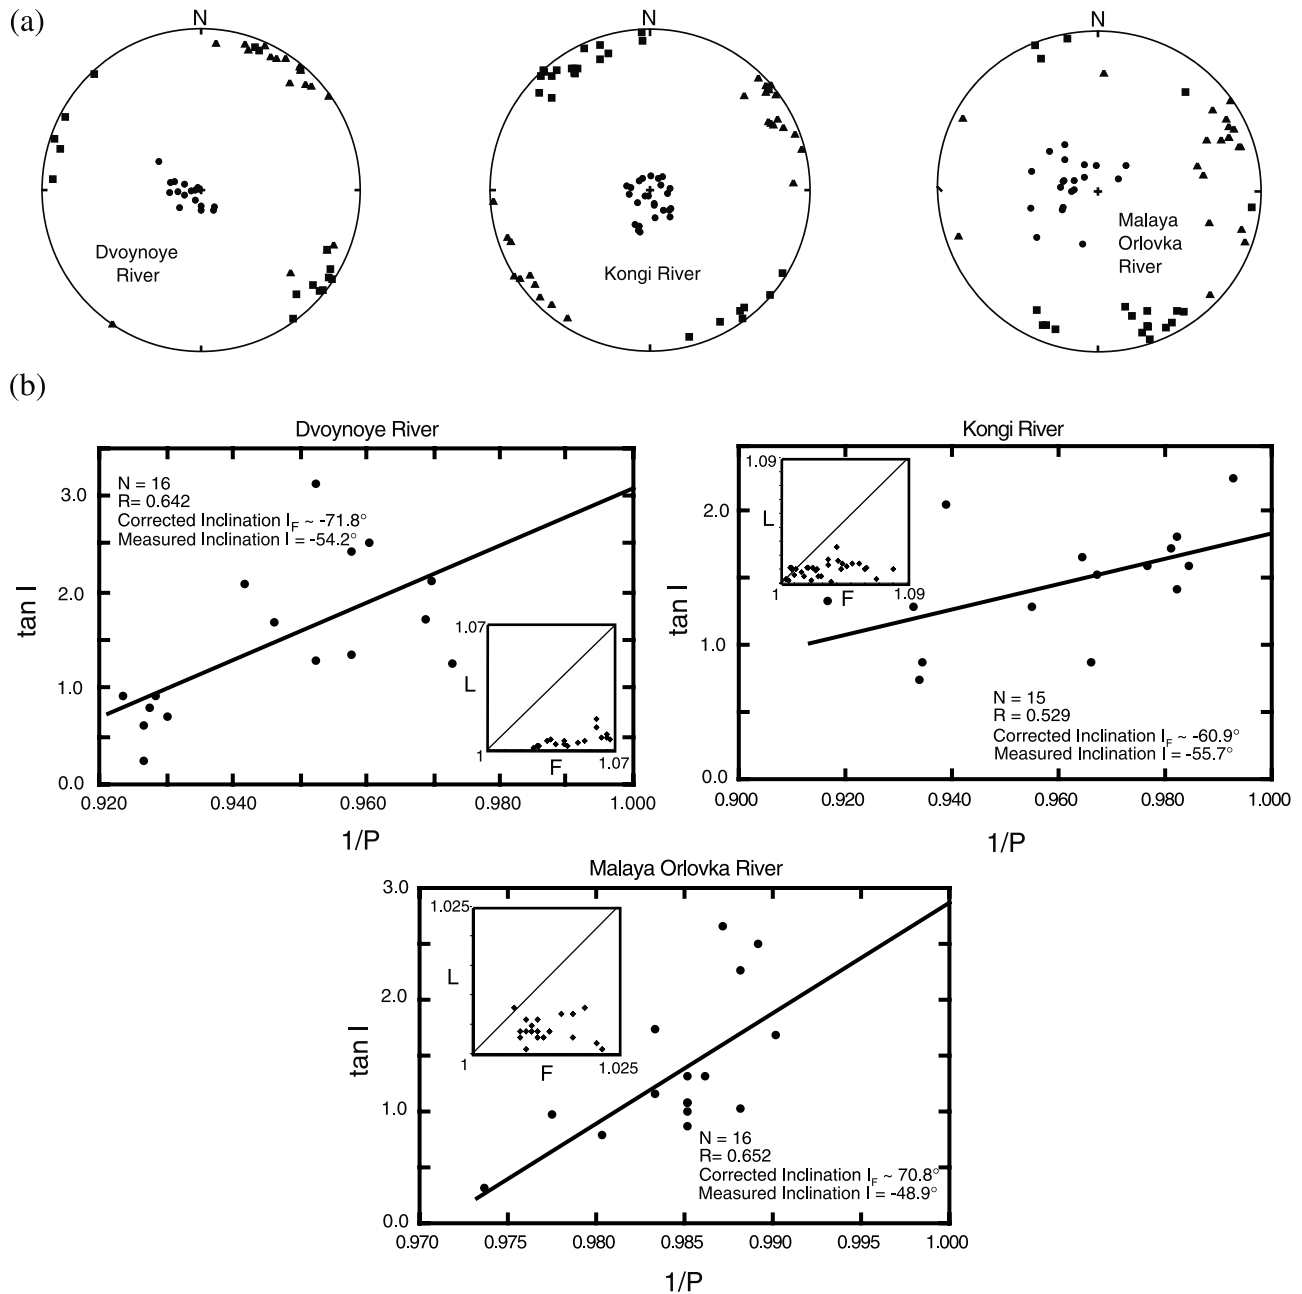 (a)
N
N
N
Dvoynoye
River
Kongi River
Malaya
Orlovka
River
(b)
Dvoynoye River
N = 16
R= 0.642
Corrected Inclination I_F ~ -71.8°
Measured Inclination I = -54.2°
tan I
3.0
2.0
1.0
0.0
0.920
0.940
0.960
0.980
1.000
1/P
1.07
L
1
F
1.07
Kongi River
1.09
L
1
F
1.09
tan I
2.0
1.0
0.0
N = 15
R = 0.529
Corrected Inclination I_F ~ -60.9°
Measured Inclination I = -55.7°
0.900
0.920
0.940
0.960
0.980
1.000
1/P
Malaya Orlovka River
3.0
2.0
1.0
0.0
tan I
1.025
L
1
F
1.025
N = 16
R= 0.652
Corrected Inclination I_F ~ 70.8°
Measured Inclination I = -48.9°
0.970
0.975
0.980
0.985
0.990
0.995
1.000
1/P